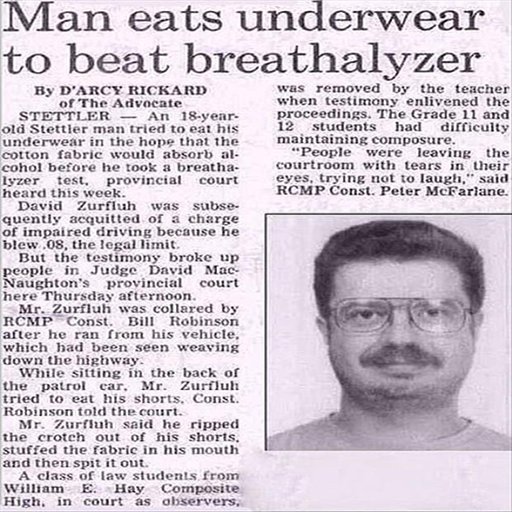 Man eats underwear
to beat breathalyzer
By D'ARCY RICKARD
of The Advocate
STETTLER — An 18-year-
old Stettler man tried to eat his
underwear in the hope that the
cotton fabric would absorb al-
cohol before he took a breatha-
lyzer test, provincial court
heard this week.
David Zurfluh was subse-
quently acquitted of a charge
of impaired driving because he
blew .08, the legal limit.
But the testimony broke up
people in Judge David Mac-
Naughton's provincial court
here Thursday afternoon.
Mr. Zurfluh was collared by
RCMP Const. Bill Robinson
after he ran from his vehicle,
which had been seen weaving
down the highway.
While sitting in the back of
the patrol car, Mr. Zurfluh
tried to eat his shorts, Const.
Robinson told the court.
Mr. Zurfluh said he ripped
the crotch out of his shorts,
stuffed the fabric in his mouth
and then spit it out.
A class of law students from
William E. Hay Composite
High, in court as observers,
was removed by the teacher
when testimony enlivened the
proceedings. The Grade 11 and
12 students had difficulty
maintaining composure.
"People were leaving the
courtroom with tears in their
eyes, trying not to laugh," said
RCMP Const. Peter McFarlane.